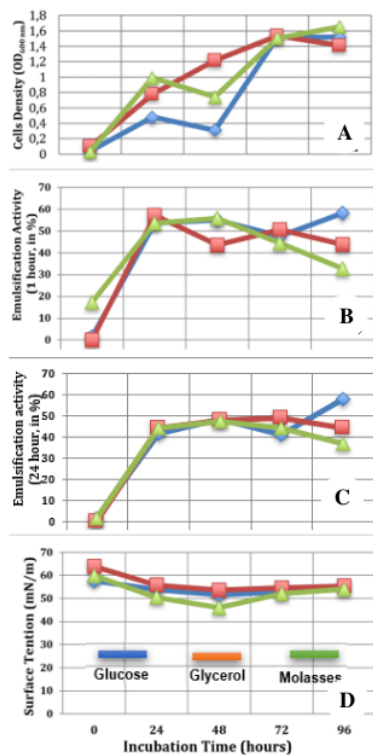 Cells Density (OD600 nm)
1,8
1,6
1,4
1,2
1
0,8
0,6
0,4
0,2
0
A
Emulsification Activity
(1 hour, in %)
70
60
50
40
30
20
10
0
B
Emulsification activity
(24 hour, in %)
70
60
50
40
30
20
10
0
C
Surface Tention (mN/m)
70
60
50
40
30
20
10
0
Glucose Glycerol Molasses
D
0 24 48 72 96
Incubation Time (hours)